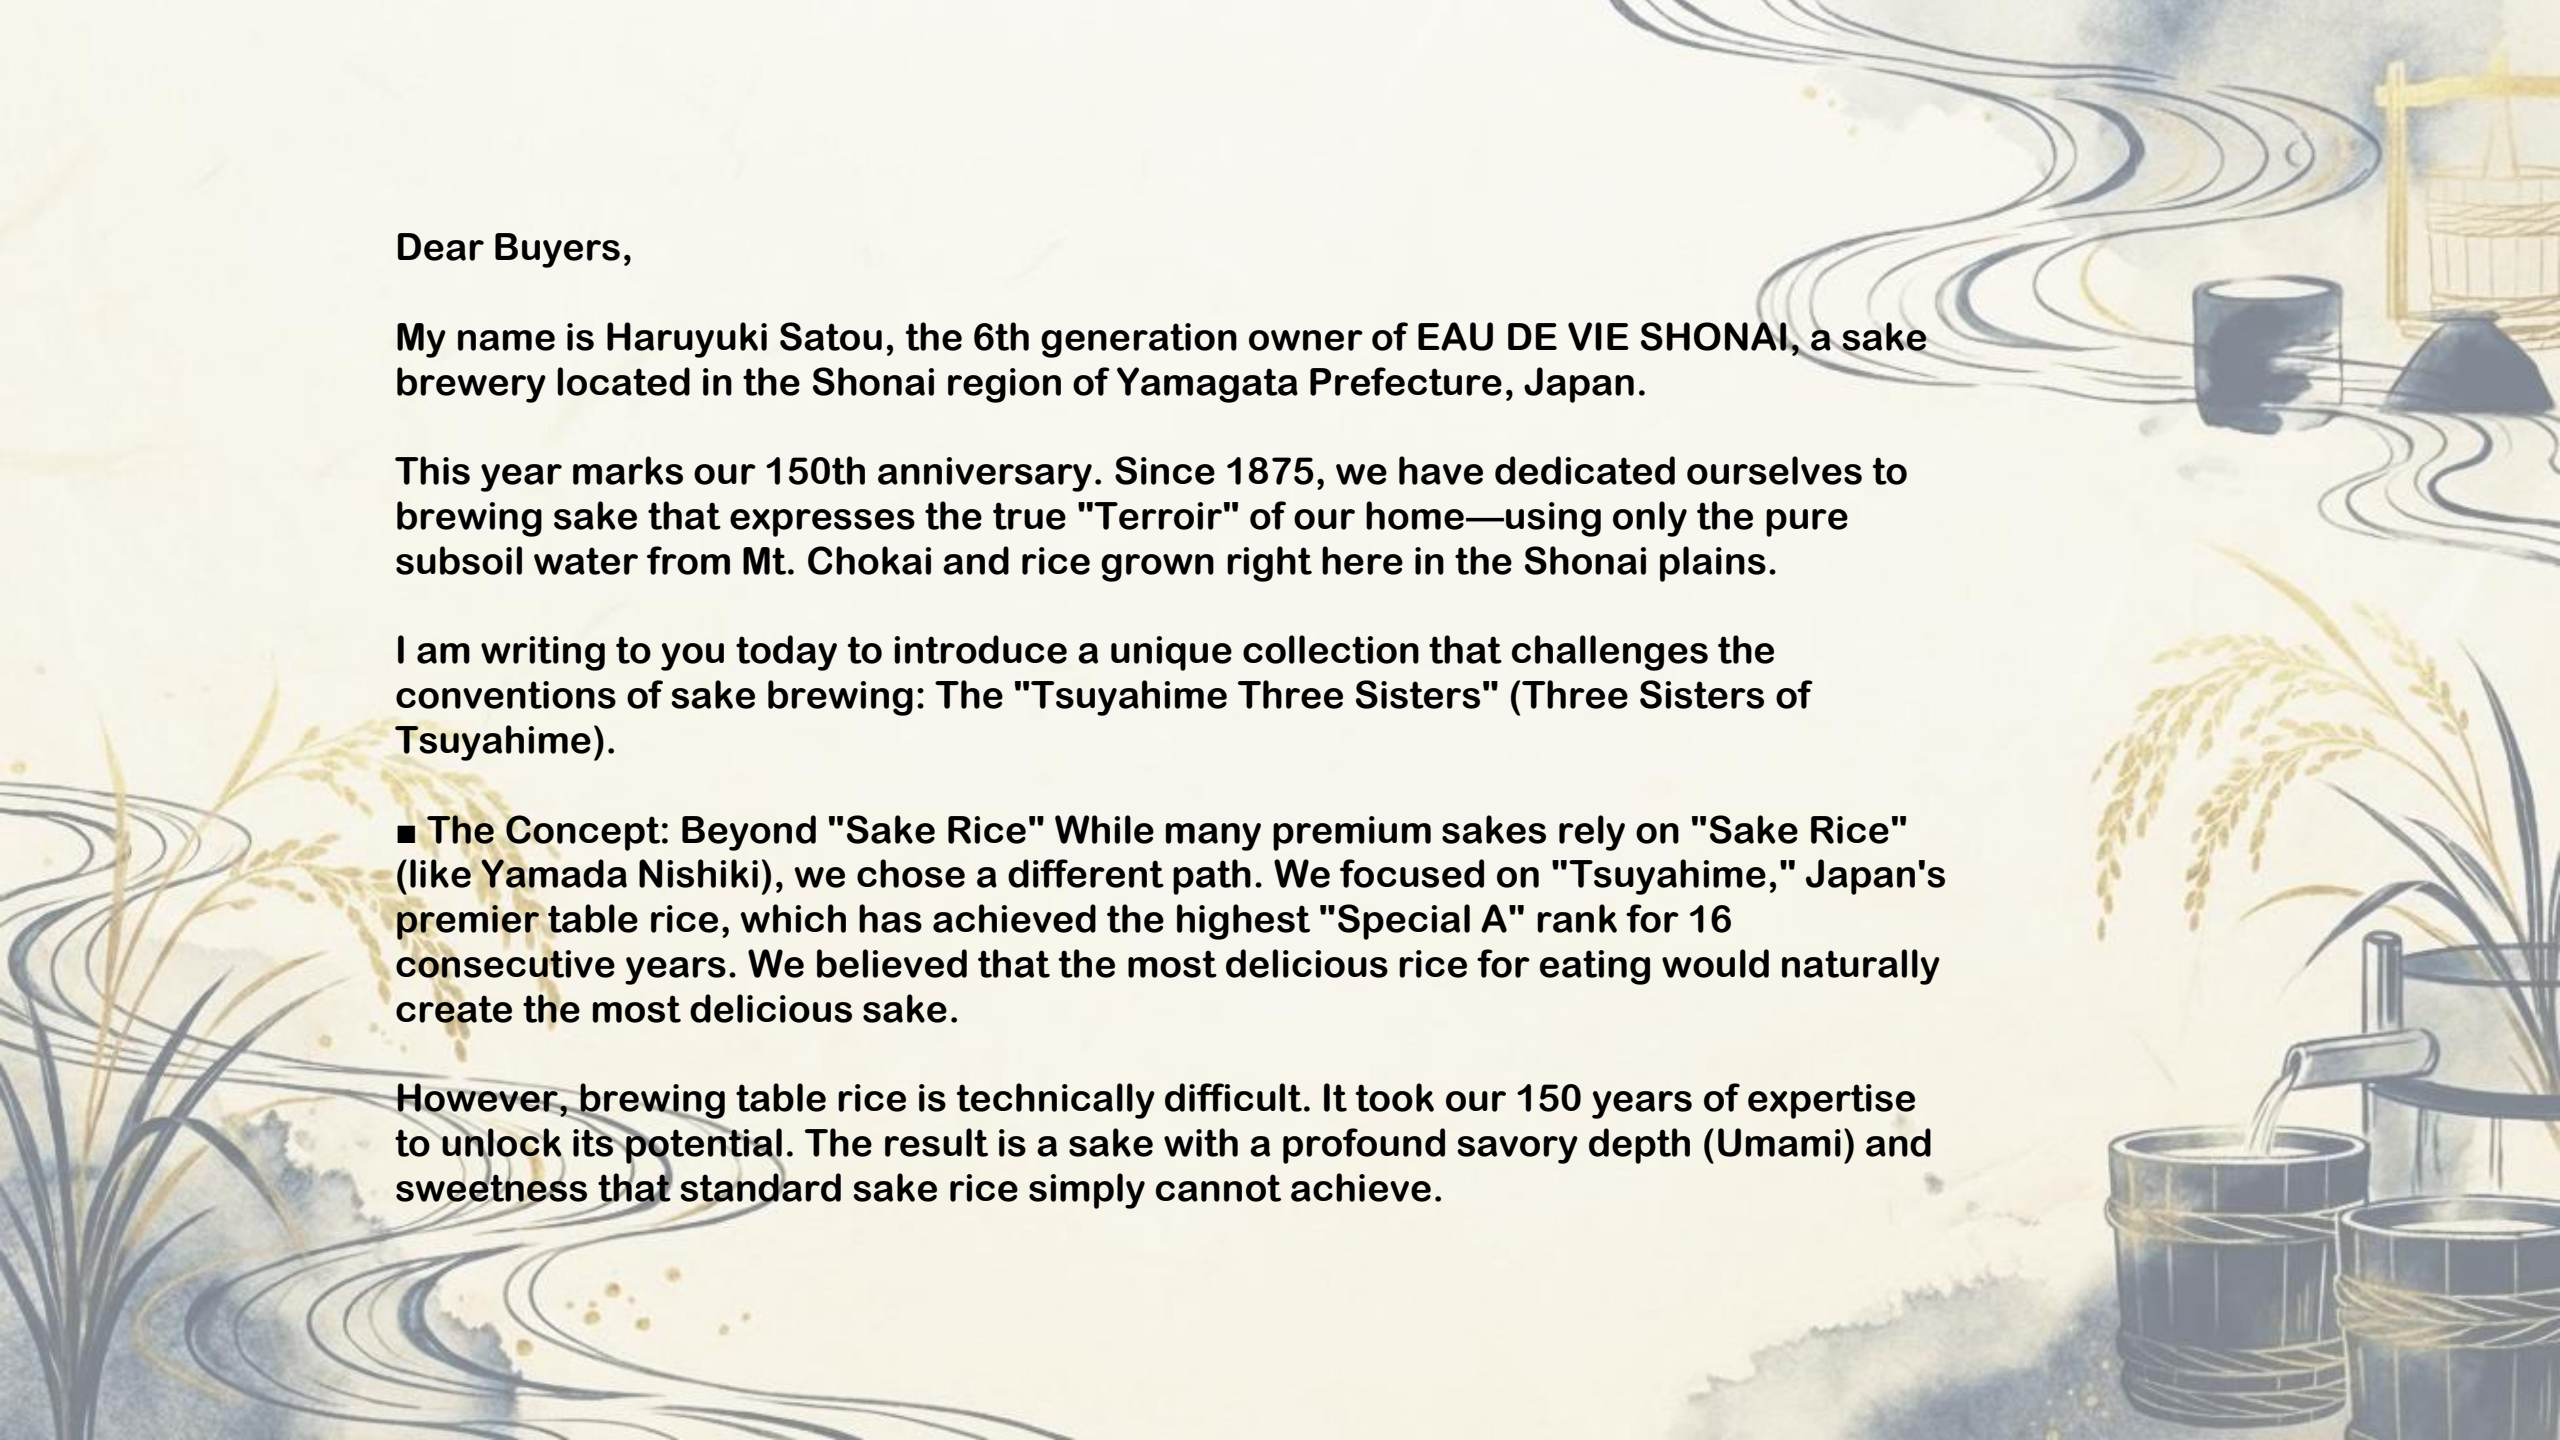 Dear Buyers,
My name is Haruyuki Satou, the 6th generation owner of EAU DE VIE SHONAI, a sake
brewery located in the Shonai region of Yamagata Prefecture, Japan.
This year marks our 150th anniversary. Since 1875, we have dedicated ourselves to
brewing sake that expresses the true "Terroir" of our home—using only the pure
subsoil water from Mt. Chokai and rice grown right here in the Shonai plains.
I am writing to you today to introduce a unique collection that challenges the
conventions of sake brewing: The "Tsuyahime Three Sisters" (Three Sisters of
Tsuyahime).
■ The Concept: Beyond "Sake Rice" While many premium sakes rely on "Sake Rice"
(like Yamada Nishiki), we chose a different path. We focused on "Tsuyahime," Japan's
premier table rice, which has achieved the highest "Special A" rank for 16
consecutive years. We believed that the most delicious rice for eating would naturally
create the most delicious sake.
However, brewing table rice is technically difficult. It took our 150 years of expertise
to unlock its potential. The result is a sake with a profound savory depth (Umami) and
sweetness that standard sake rice simply cannot achieve.